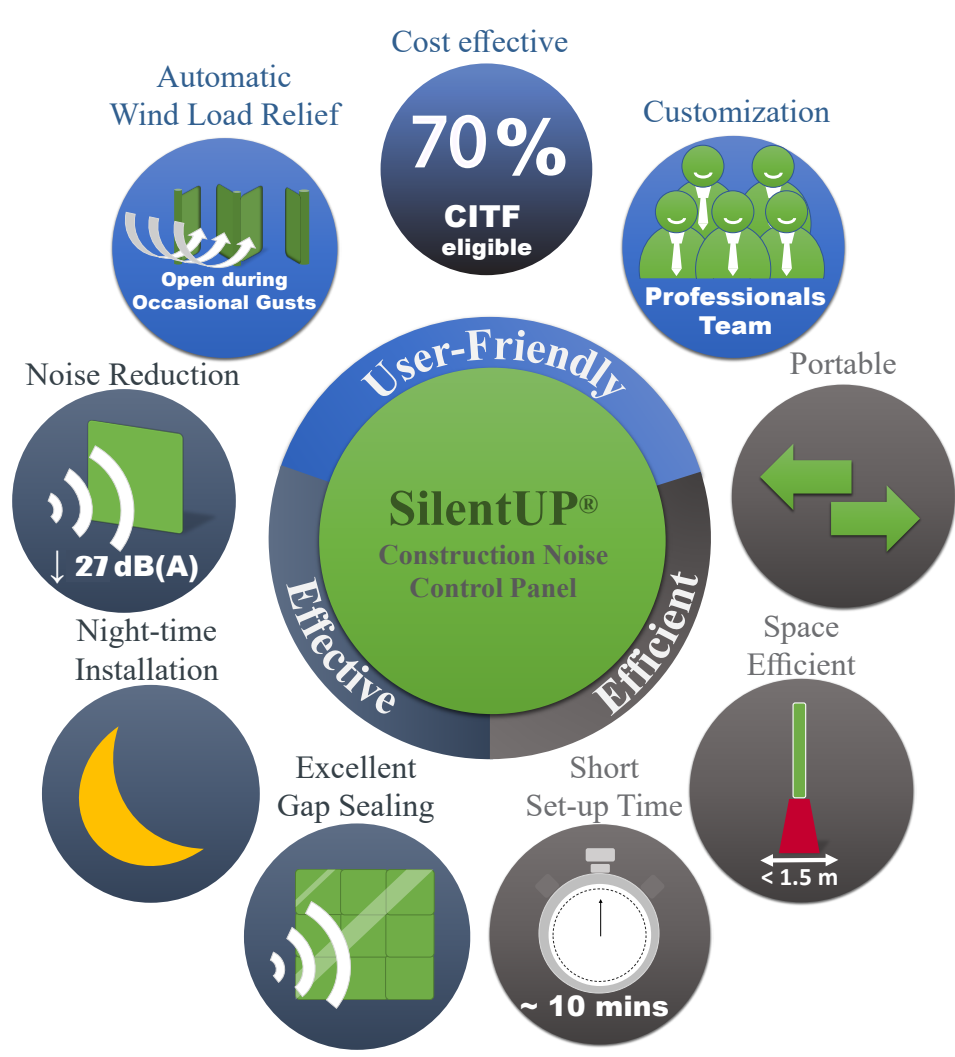 Cost effective
70%
CITF
eligible
Automatic
Wind Load Relief
Open during
Occasional Gusts
Customization
Professionals
Team
User-Friendly
Noise Reduction
↓ 27 dB(A)
Portable
SilentUP®
Construction Noise
Control Panel
Effective
Efficient
Night-time
Installation
Space
Efficient
< 1.5 m
Excellent
Gap Sealing
Short
Set-up Time
~ 10 mins